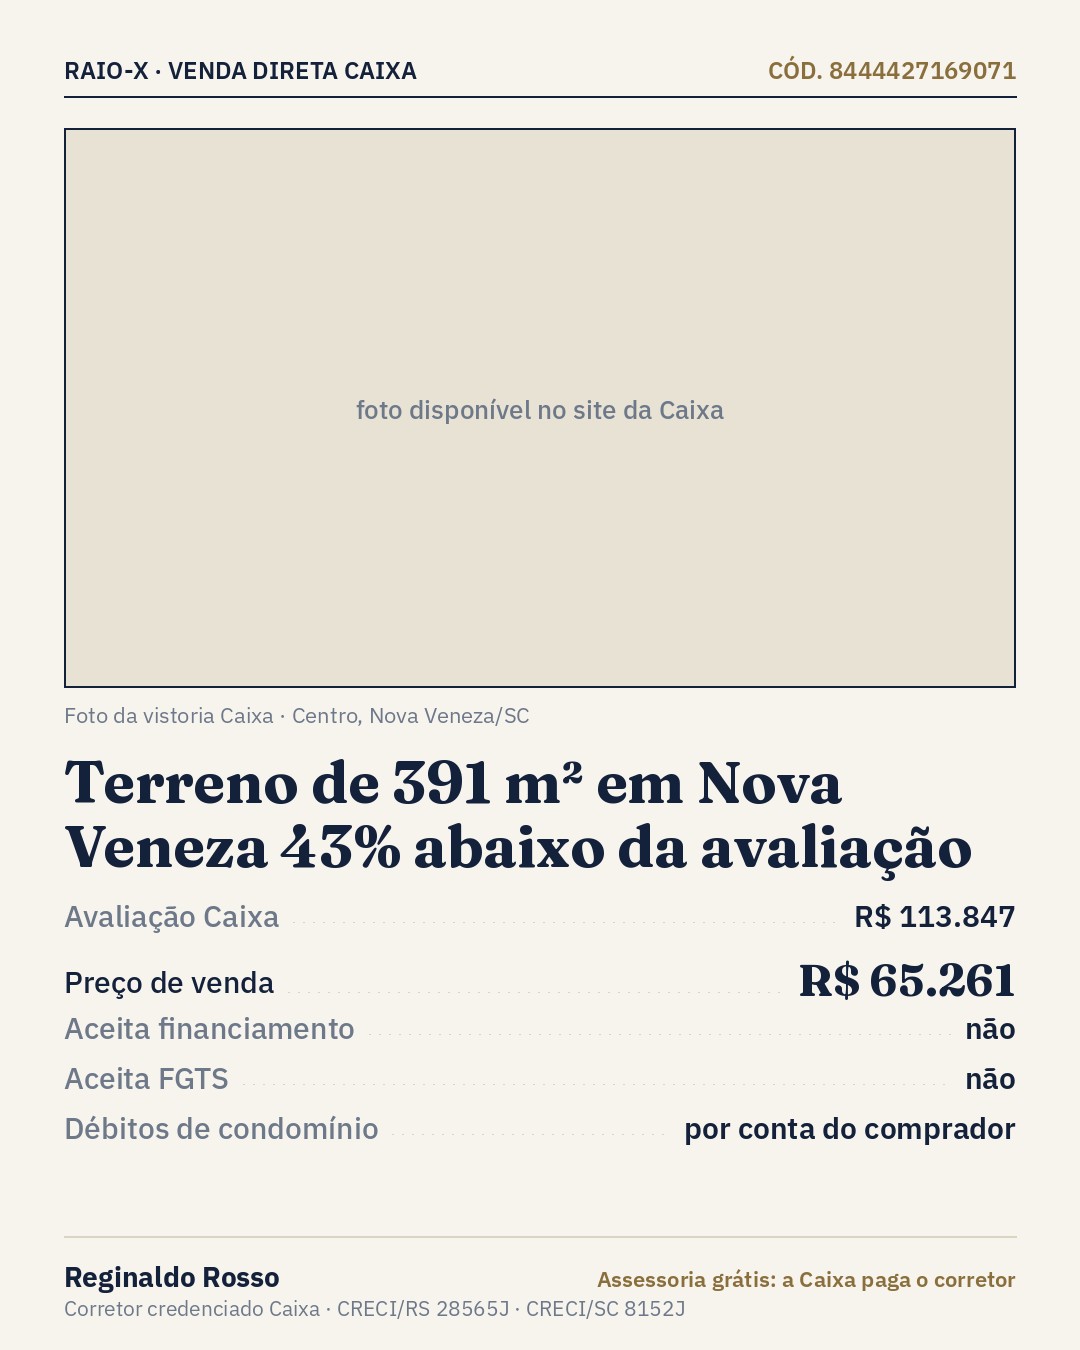 RAIO-X · VENDA DIRETA CAIXA
CÓD. 8444427169071
foto disponível no site da Caixa
Foto da vistoria Caixa · Centro, Nova Veneza/SC
Terreno de 391 m² em Nova
Veneza 43% abaixo da avaliação
Avaliação Caixa R$ 113.847
Preço de venda R$ 65.261
Aceita financiamento não
Aceita FGTS não
Débitos de condomínio por conta do comprador
Reginaldo Rosso
Assessoria grátis: a Caixa paga o corretor
Corretor credenciado Caixa · CRECI/RS 28565J · CRECI/SC 8152J